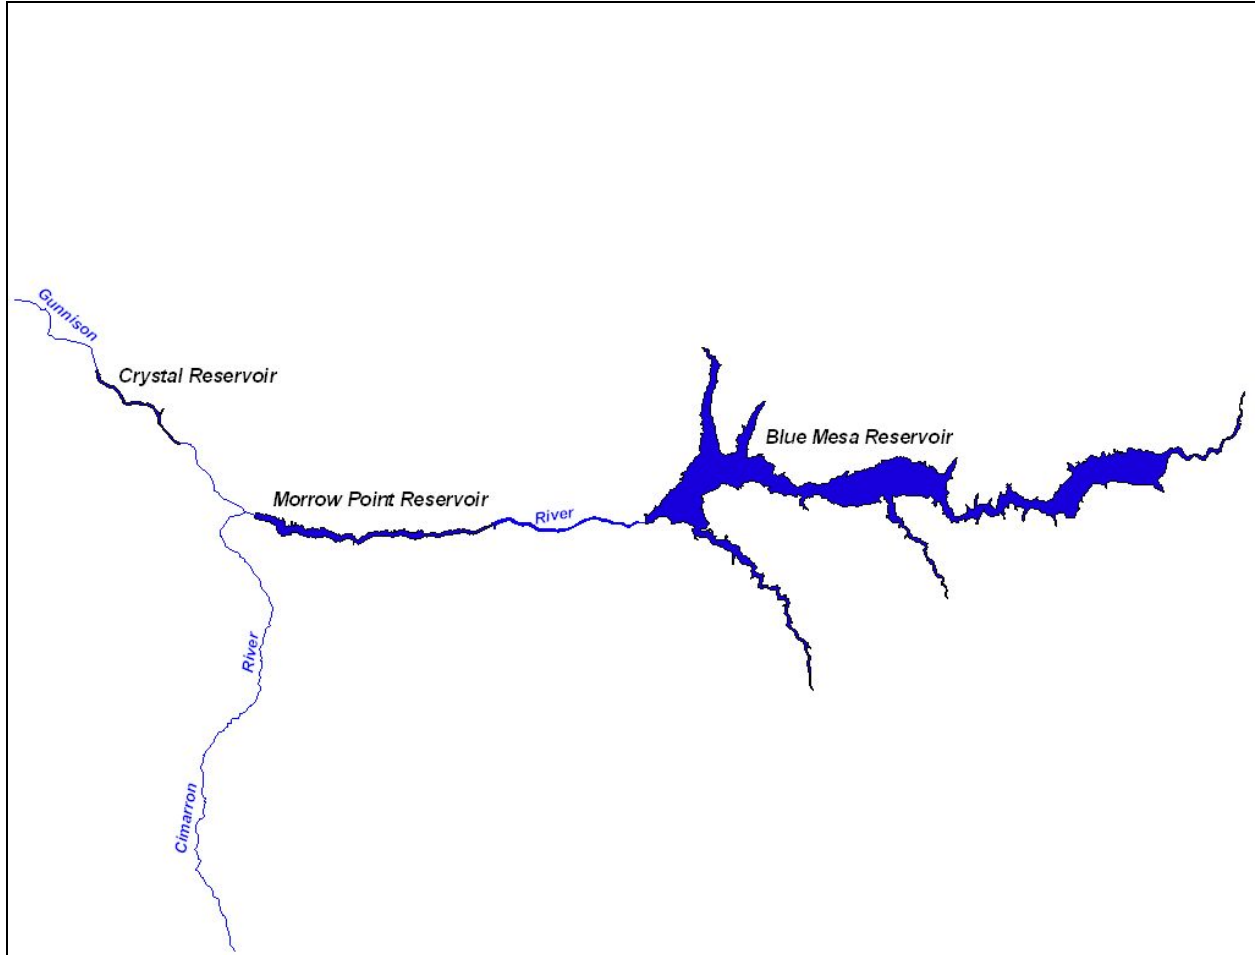 Gunnison
Crystal Reservoir
Blue Mesa Reservoir
Morrow Point Reservoir
River
River
Cimarron